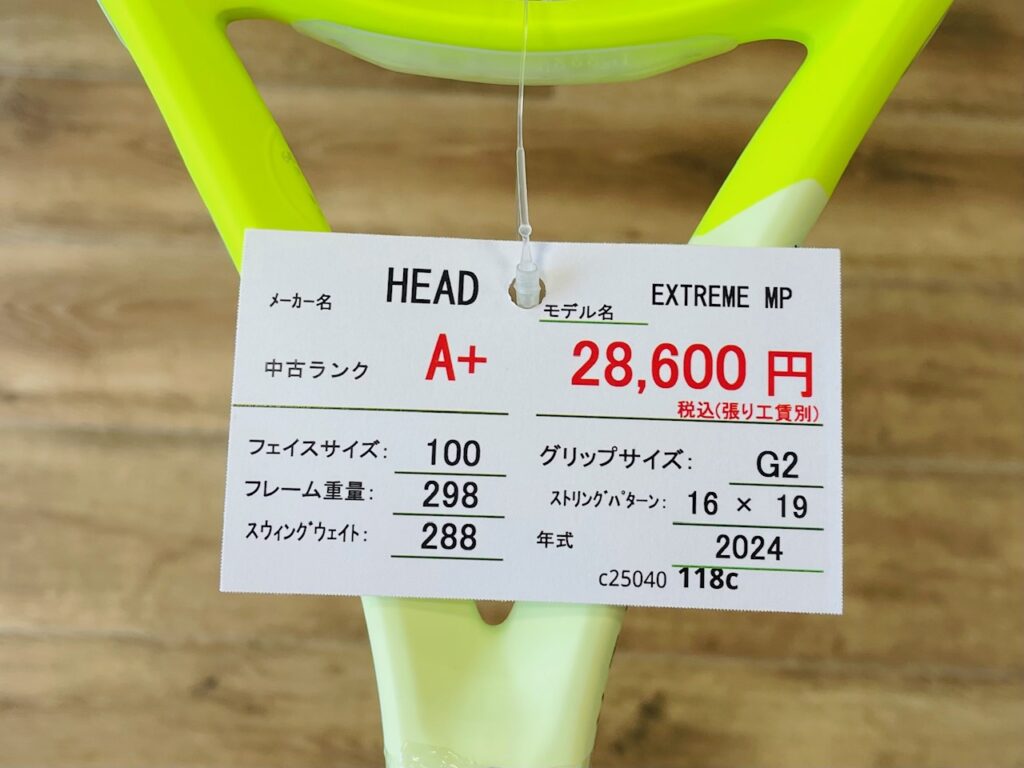 メーカー名 HEAD
モデル名 EXTREME MP
中古ランク A+
28,600 円
税込(張り工賃別)
フェイスサイズ: 100
フレーム重量: 298
スウィングウェイト: 288
グリップサイズ: G2
ストリングパターン: 16 × 19
年式 2024
c25040 118c